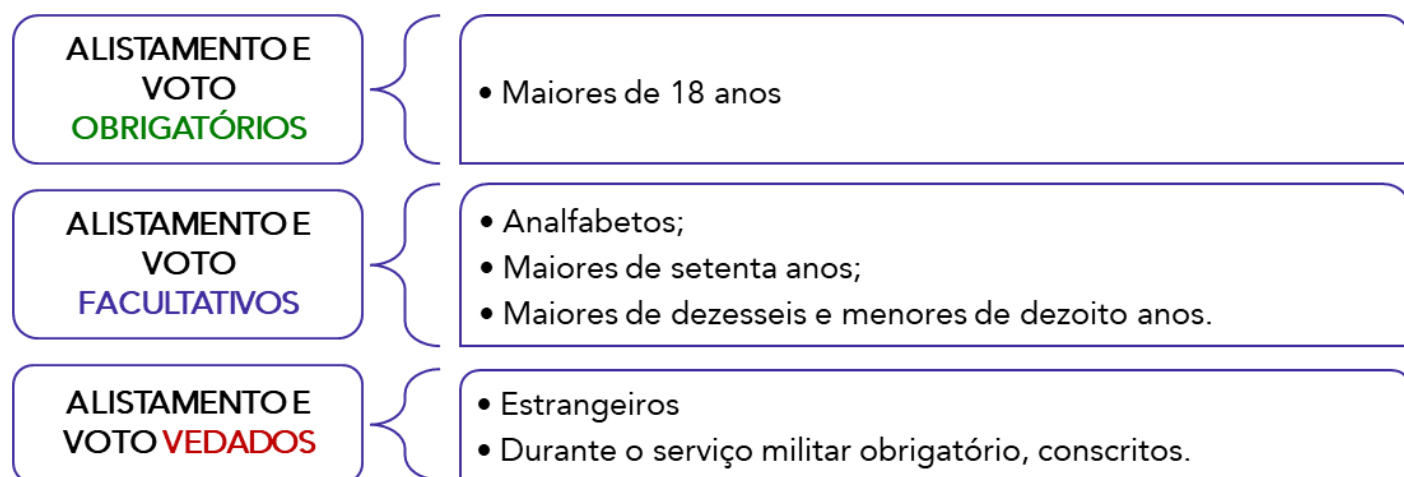 ALISTAMENTO E
VOTO
OBRIGATÓRIOS
• Maiores de 18 anos
ALISTAMENTO E
VOTO
FACULTATIVOS
• Analfabetos;
• Maiores de setenta anos;
• Maiores de dezesseis e menores de dezoito anos.
ALISTAMENTO E
VOTO VEDADOS
• Estrangeiros
• Durante o serviço militar obrigatório, conscritos.